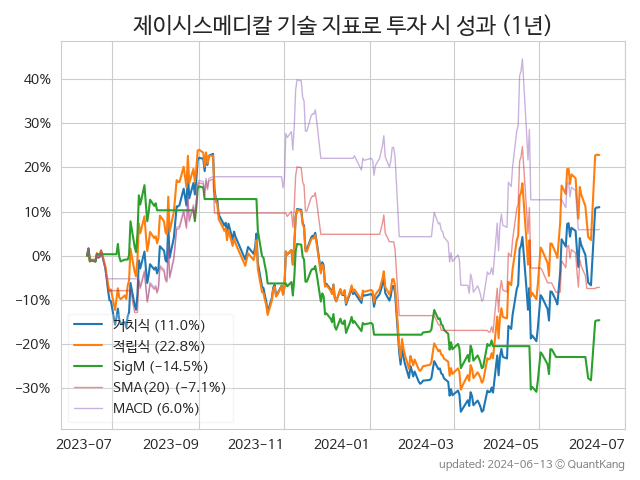 제이시스메디칼 기술 지표로 투자 시 성과 (1년)
40%
30%
20%
10%
0%
−10%
−20%
−30%
거치식 (11.0%)
적립식 (22.8%)
SigM (−14.5%)
SMA(20) (−7.1%)
MACD (6.0%)
2023-07 2023-09 2023-11 2024-01 2024-03 2024-05 2024-07
updated: 2024-06-13 © QuantKang